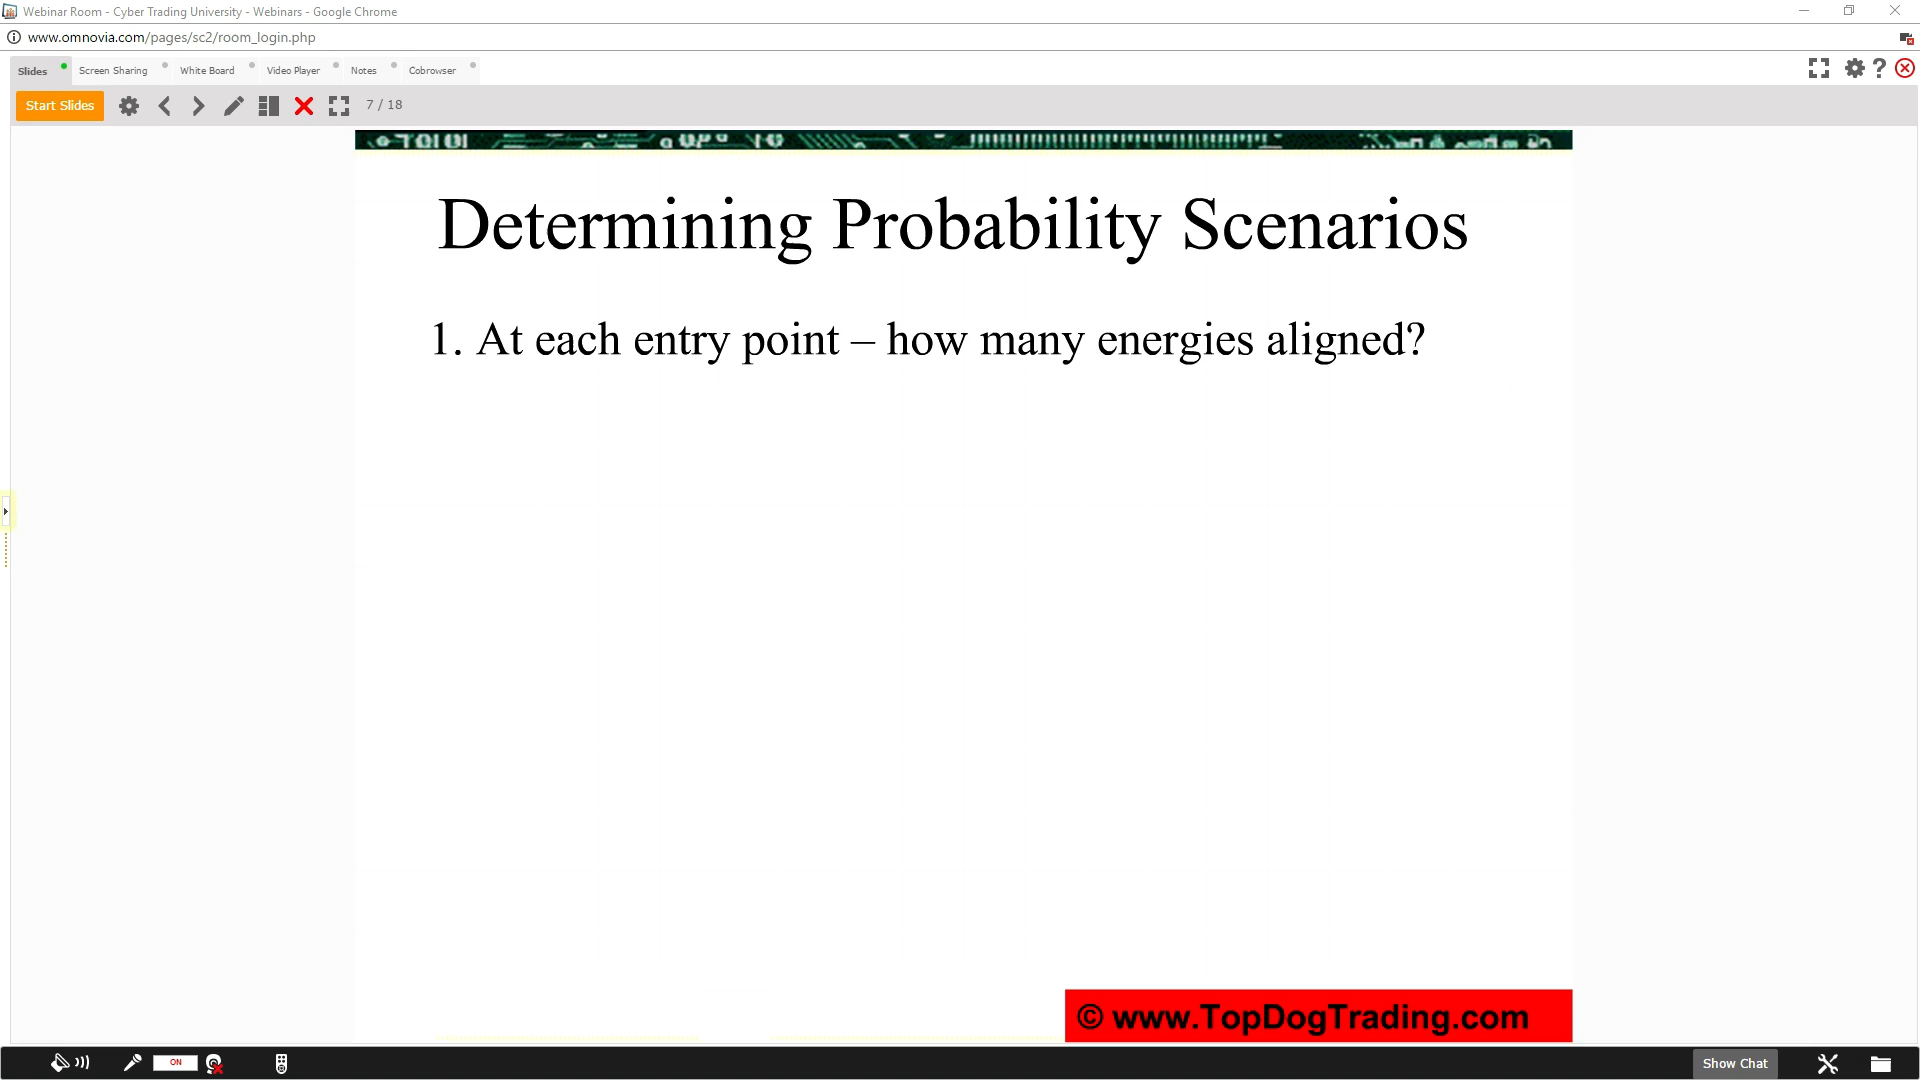 Webinar Room - Cyber Trading University - Webinars - Google Chrome
www.omnovia.com/pages/sc2/room_login.php
Slides Screen Sharing White Board Video Player Notes Cobrowser
Start Slides 7 / 18
Determining Probability Scenarios
1. At each entry point – how many energies aligned?
© www.TopDogTrading.com
ON Show Chat